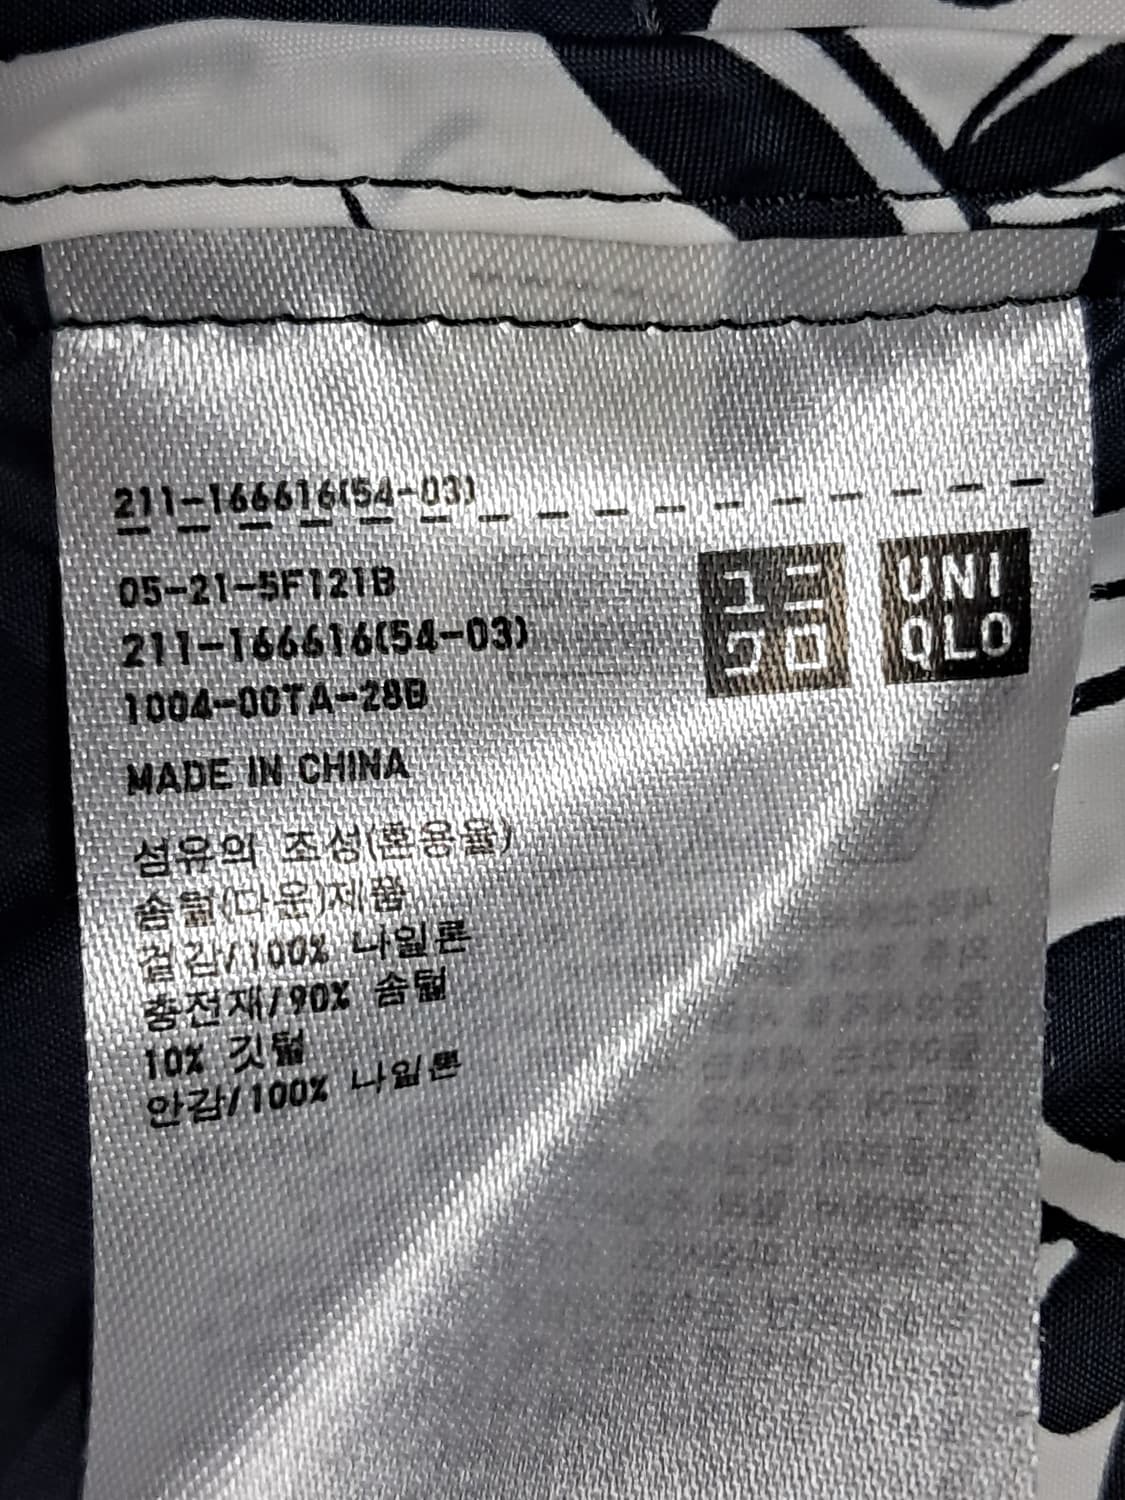 211-166616(54-03)
05-21-5F121B
211-166616(54-03)
1004-00TA-28B
ユニ
クロ
UNI
QLO
MADE IN CHINA
섬유의 조성(혼용율)
솜털(다운)제품
겉감/100% 나일론
충전재/90% 솜털
10% 깃털
안감/100% 나일론